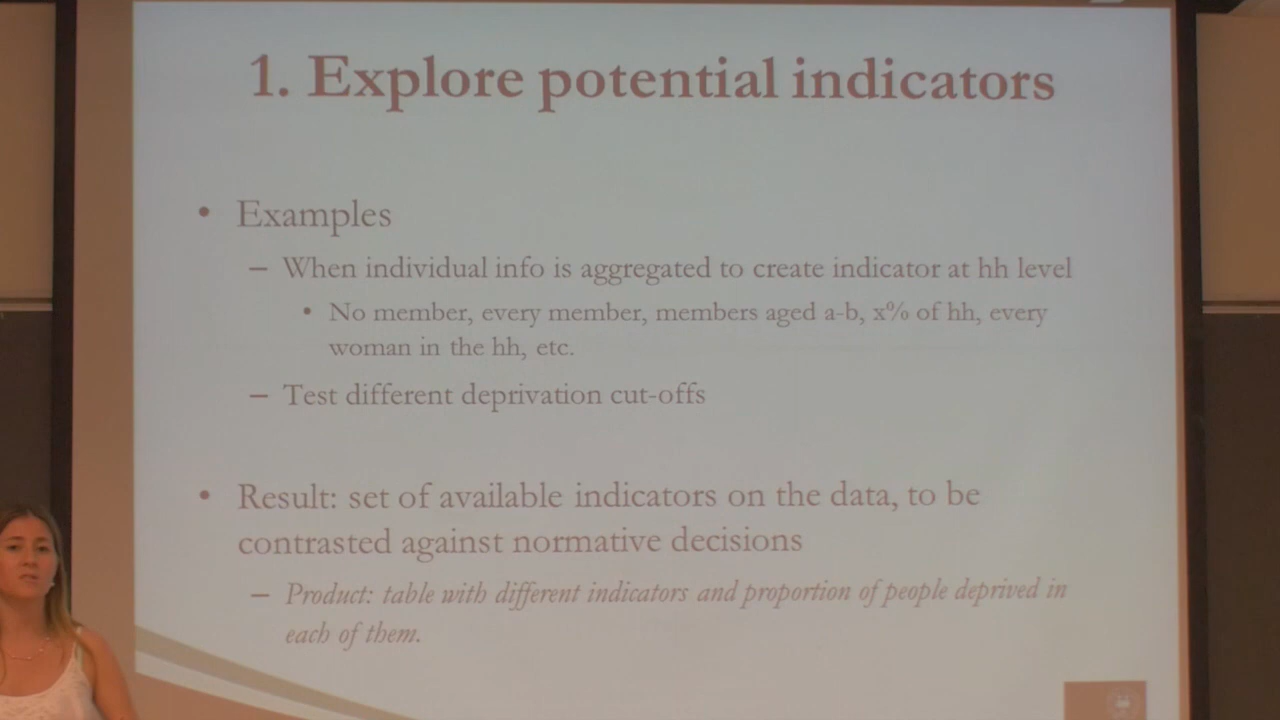 1. Explore potential indicators
• Examples
– When individual info is aggregated to create indicator at hh level
• No member, every member, members aged a-b, x% of hh, every
woman in the hh, etc.
– Test different deprivation cut-offs
• Result: set of available indicators on the data, to be
contrasted against normative decisions
– Product: table with different indicators and proportion of people deprived in
each of them.